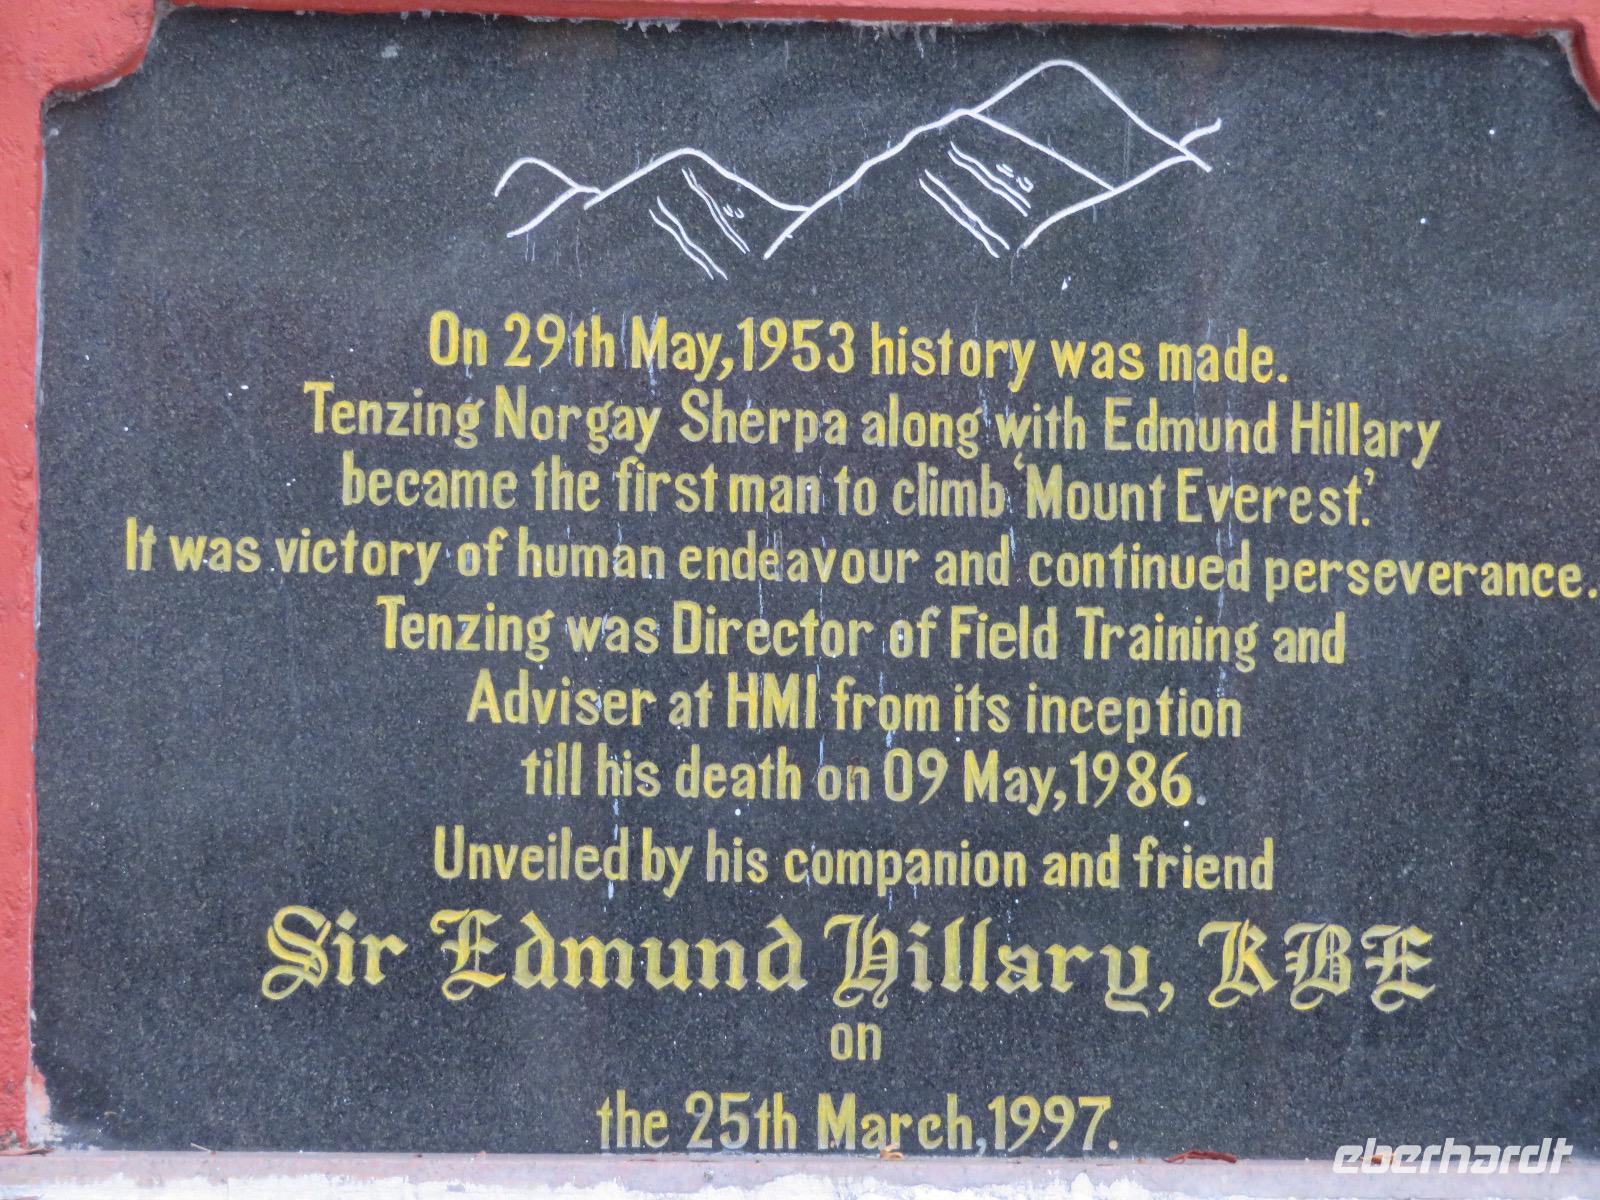 On 29th May, 1953 history was made.
Tenzing Norgay Sherpa along with Edmund Hillary
became the first man to climb 'Mount Everest.'
It was victory of human endeavour and continued perseverance.
Tenzing was Director of Field Training and
Adviser at HMI from its inception
till his death on 09 May, 1986.
Unveiled by his companion and friend
Sir Edmund Hillary, KBE
on
the 25th March, 1997.
eberhardt